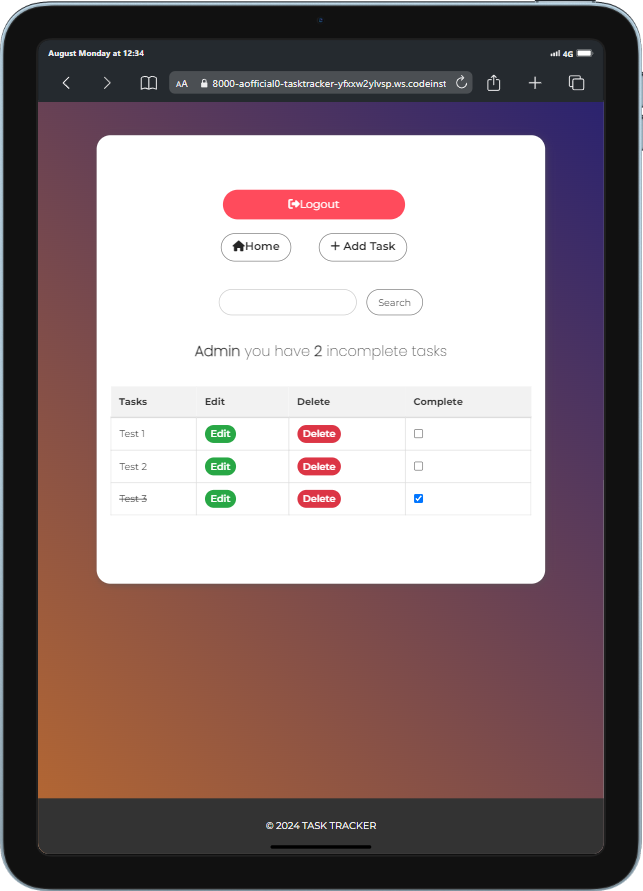 August Monday at 12:34
4G
AA
8000-aofficial0-tasktracker-yfxxw2ylvsp.ws.codeinst
Logout
Home
Add Task
Search
Admin you have 2 incomplete tasks
Tasks Edit Delete Complete
Test 1 Edit Delete
Test 2 Edit Delete
Test 3 Edit Delete
© 2024 TASK TRACKER